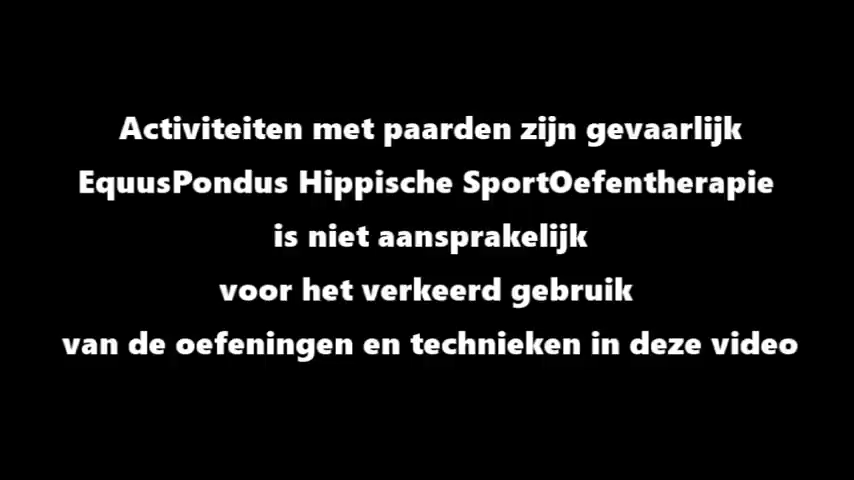 Activiteiten met paarden zijn gevaarlijk
EquusPondus Hippische SportOefentherapie
is niet aansprakelijk
voor het verkeerd gebruik
van de oefeningen en technieken in deze video